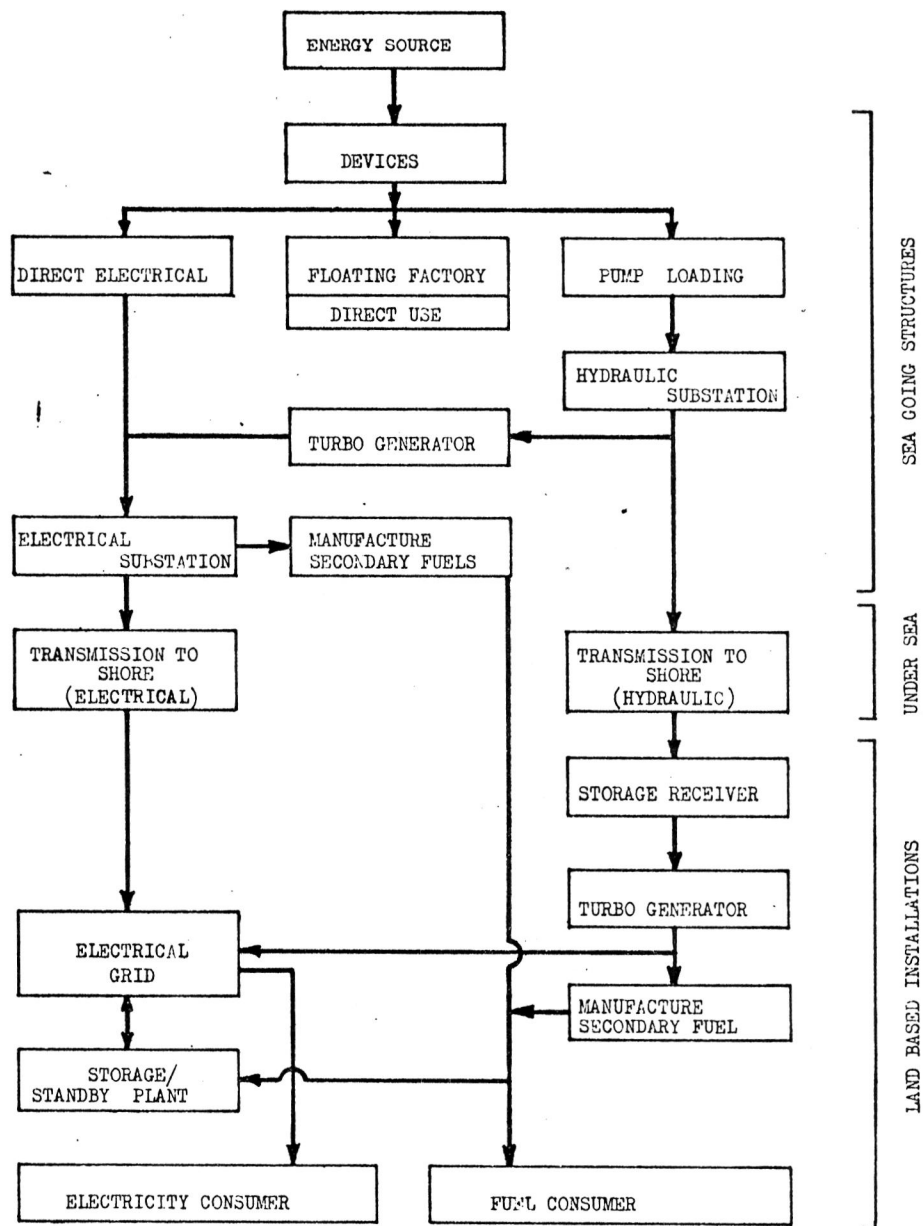 ENERGY SOURCE
DEVICES
DIRECT ELECTRICAL
FLOATING FACTORY
DIRECT USE
PUMP LOADING
HYDRAULIC
SUBSTATION
TURBO GENERATOR
ELECTRICAL
SUBSTATION
MANUFACTURE
SECONDARY FUELS
SEA GOING STRUCTURES
TRANSMISSION TO
SHORE
(ELECTRICAL)
TRANSMISSION TO
SHORE
(HYDRAULIC)
UNDER SEA
STORAGE RECEIVER
TURBO GENERATOR
ELECTRICAL
GRID
MANUFACTURE
SECONDARY FUEL
STORAGE/
STANDBY PLANT
ELECTRICITY CONSUMER
FUEL CONSUMER
LAND BASED INSTALLATIONS